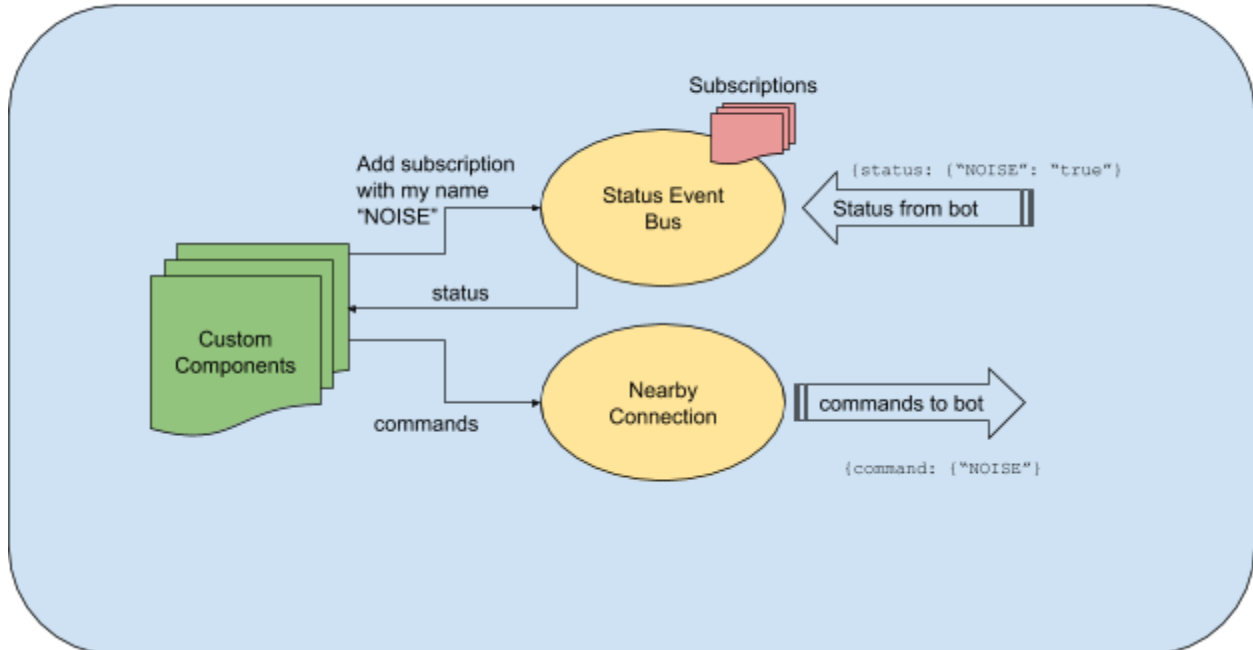 Subscriptions
Add subscription
with my name
“NOISE”
Status Event
Bus
{status: {“NOISE”: "true”}
Status from bot
status
Custom
Components
Nearby
Connection
commands
commands to bot
{command: {“NOISE”}